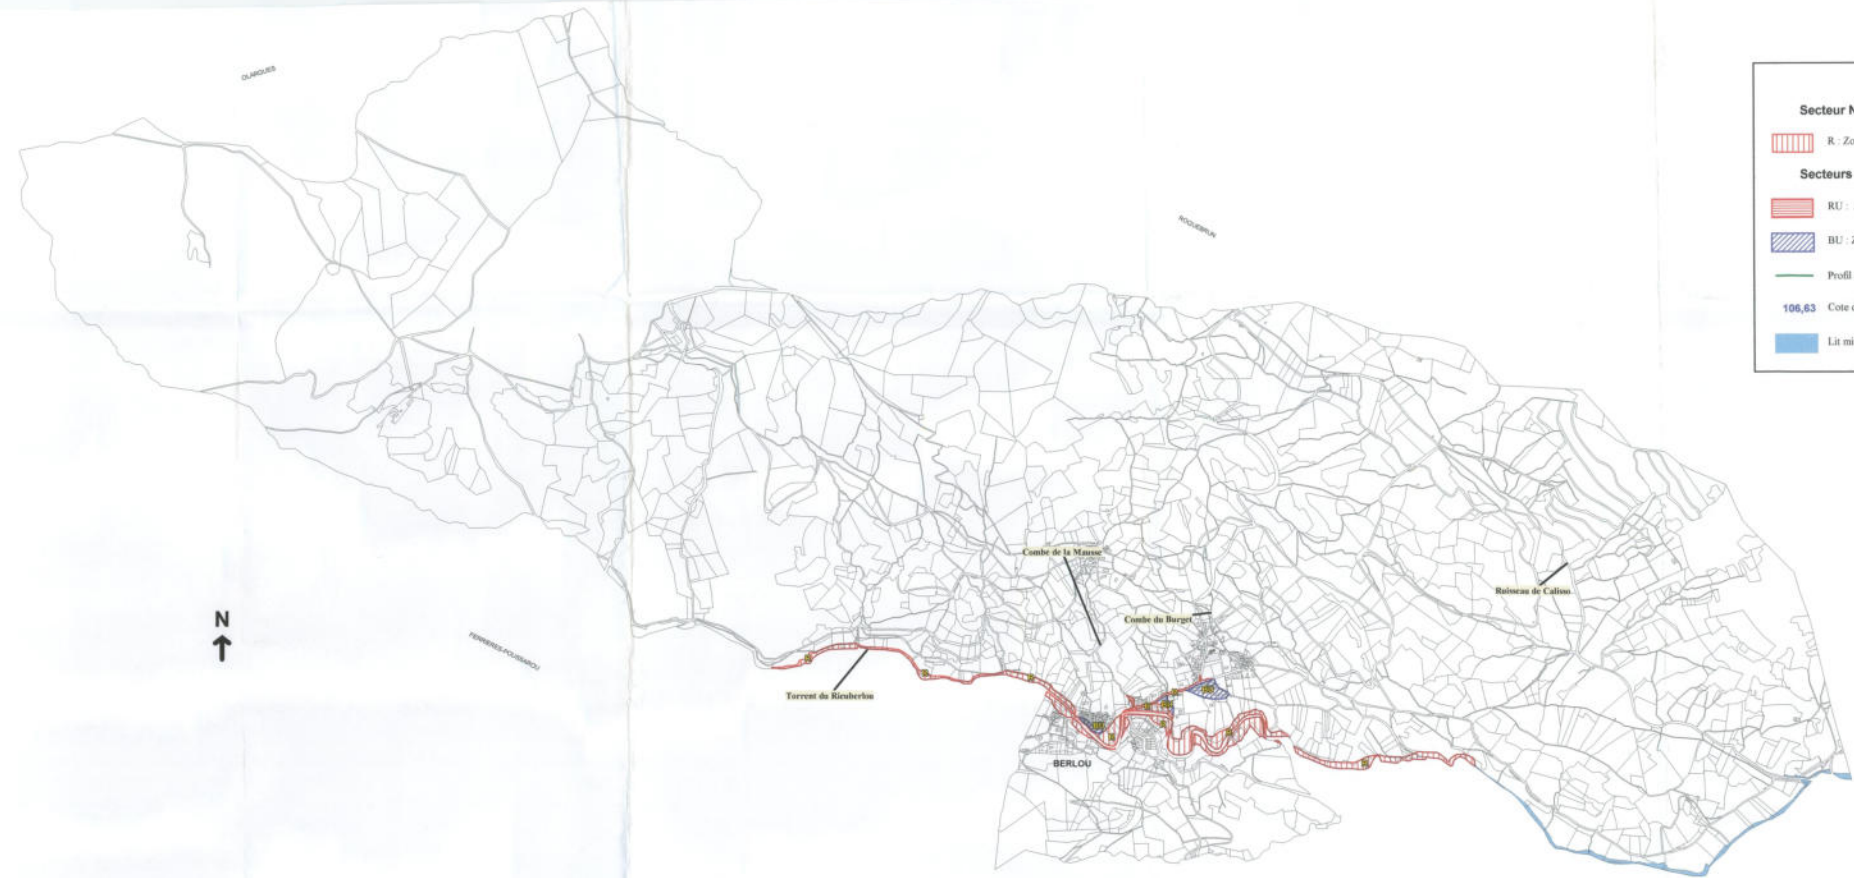 OLARGUES
ROQUEBRUN
Secteur N
R : Zo
Secteurs
RU :
BU : Z
Profil
106,63 Cote d
Lit mi
Combe de la Mausse
Ruisseau de Calisso
Combe du Burget
N
FERRIERES-POUSSAROU
Torrent du Rieuberlou
BU
BERLOU